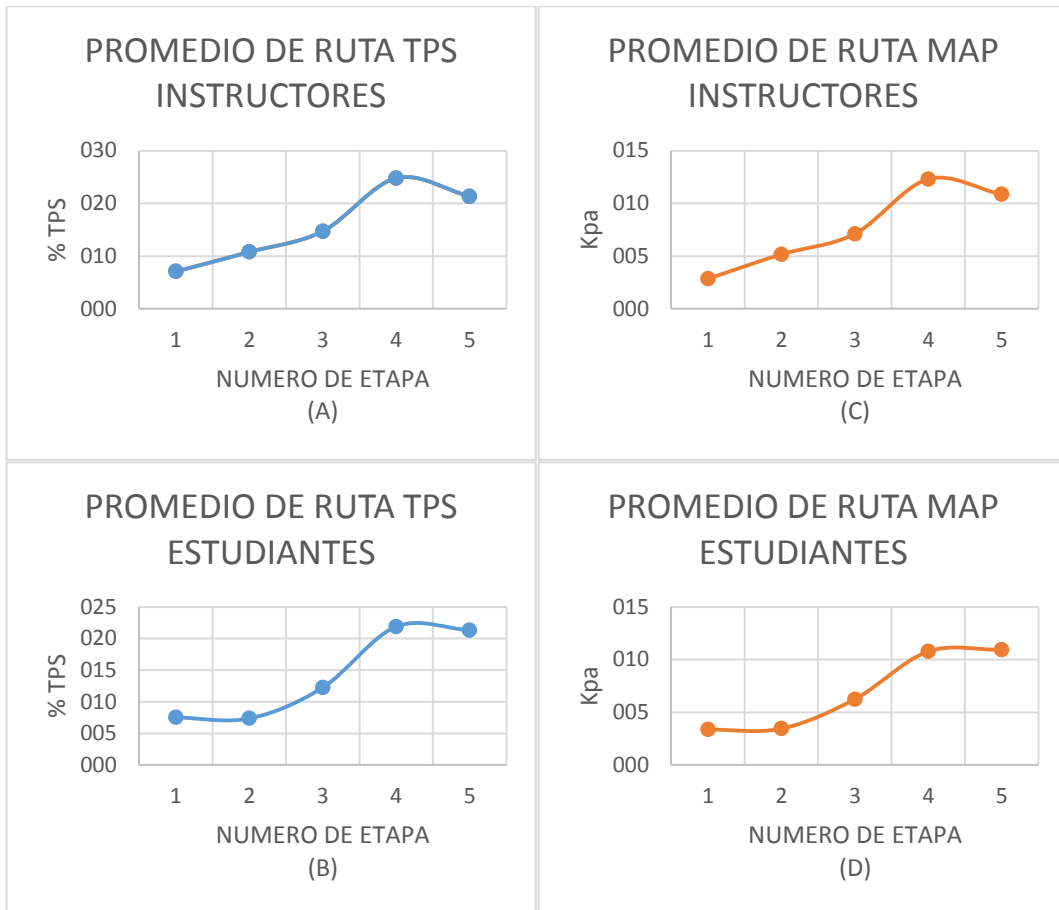 PROMEDIO DE RUTA TPS
INSTRUCTORES
030
020
010
000
% TPS
1 2 3 4 5
NUMERO DE ETAPA
(A)
PROMEDIO DE RUTA MAP
INSTRUCTORES
015
010
005
000
Kpa
1 2 3 4 5
NUMERO DE ETAPA
(C)
PROMEDIO DE RUTA TPS
ESTUDIANTES
025
020
015
010
005
000
% TPS
1 2 3 4 5
NUMERO DE ETAPA
(B)
PROMEDIO DE RUTA MAP
ESTUDIANTES
015
010
005
000
Kpa
1 2 3 4 5
NUMERO DE ETAPA
(D)